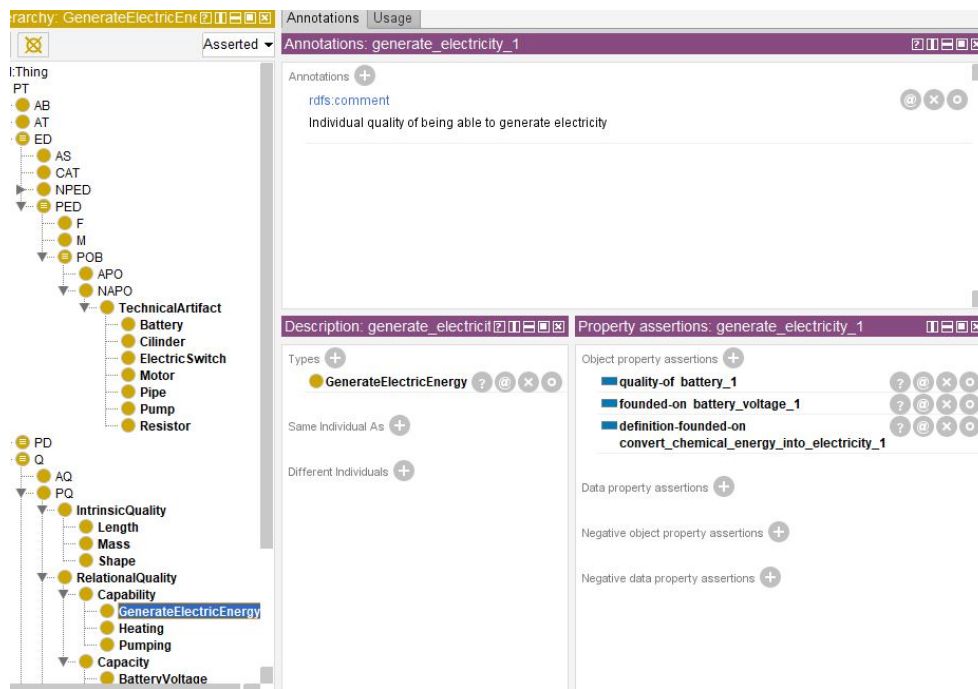 erarchy: GenerateElectricEne
Asserted
l:Thing
PT
AB
AT
ED
AS
CAT
NPED
PED
F
M
POB
APO
NAPO
TechnicalArtifact
Battery
Cilinder
ElectricSwitch
Motor
Pipe
Pump
Resistor
PD
Q
AQ
PQ
IntrinsicQuality
Length
Mass
Shape
RelationalQuality
Capability
GenerateElectricEnergy
Heating
Pumping
Capacity
BatteryVoltage
Annotations Usage
Annotations: generate_electricity_1
Annotations
rdfs:comment
Individual quality of being able to generate electricity
Description: generate_electricit
Types
GenerateElectricEnergy
Same Individual As
Different Individuals
Property assertions: generate_electricity_1
Object property assertions
quality-of battery_1
founded-on battery_voltage_1
definition-founded-on
convert_chemical_energy_into_electricity_1
Data property assertions
Negative object property assertions
Negative data property assertions